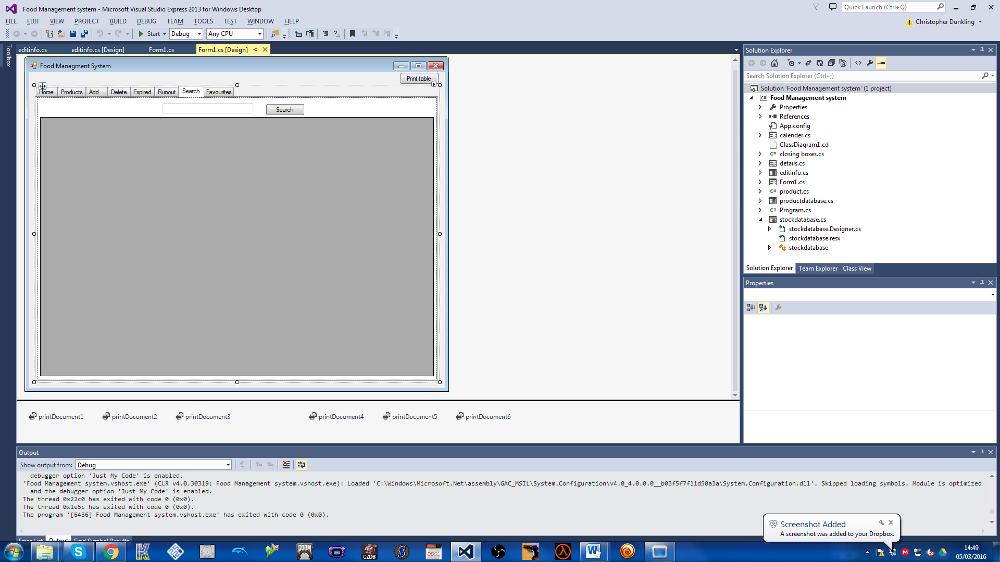 Food Management system - Microsoft Visual Studio Express 2013 for Windows Desktop
Quick Launch (Ctrl+Q)
FILE EDIT VIEW PROJECT BUILD DEBUG TEAM TOOLS TEST WINDOW HELP
Christopher Dunkling
Start Debug Any CPU
Toolbox
editinfo.cs editinfo.cs [Design] Form1.cs Form1.cs [Design]
Food Managment System
Print table
Home Products Add Delete Expired Runout Search Favourites
Search
printDocument1 printDocument2 printDocument3 printDocument4 printDocument5 printDocument6
Solution Explorer
Search Solution Explorer (Ctrl+;)
Solution 'Food Management system' (1 project)
Food Management system
Properties
References
App.config
calender.cs
ClassDiagram1.cd
closing boxes.cs
details.cs
editinfo.cs
Form1.cs
product.cs
productdatabase.cs
Program.cs
stockdatabase.cs
stockdatabase.Designer.cs
stockdatabase.resx
stockdatabase
Solution Explorer Team Explorer Class View
Properties
Output
Show output from: Debug
debugger option 'Just My Code' is enabled.
'Food Management system.vshost.exe' (CLR v4.0.30319: Food Management system.vshost.exe): Loaded 'C:\Windows\Microsoft.Net\assembly\GAC_MSIL\System.Configuration\v4.0_4.0.0.0__b03f5f7f11d50a3a\System.Configuration.dll'. Skipped loading symbols. Module is optimized
and the debugger option 'Just My Code' is enabled.
The thread 0x22c0 has exited with code 0 (0x0).
The thread 0x1e5c has exited with code 0 (0x0).
The program '[6436] Food Management system.vshost.exe' has exited with code 0 (0x0).
Error List Output Find Symbol Results
Screenshot Added
A screenshot was added to your Dropbox.
DOOM
GZDB
DBGL
14:49
05/03/2016